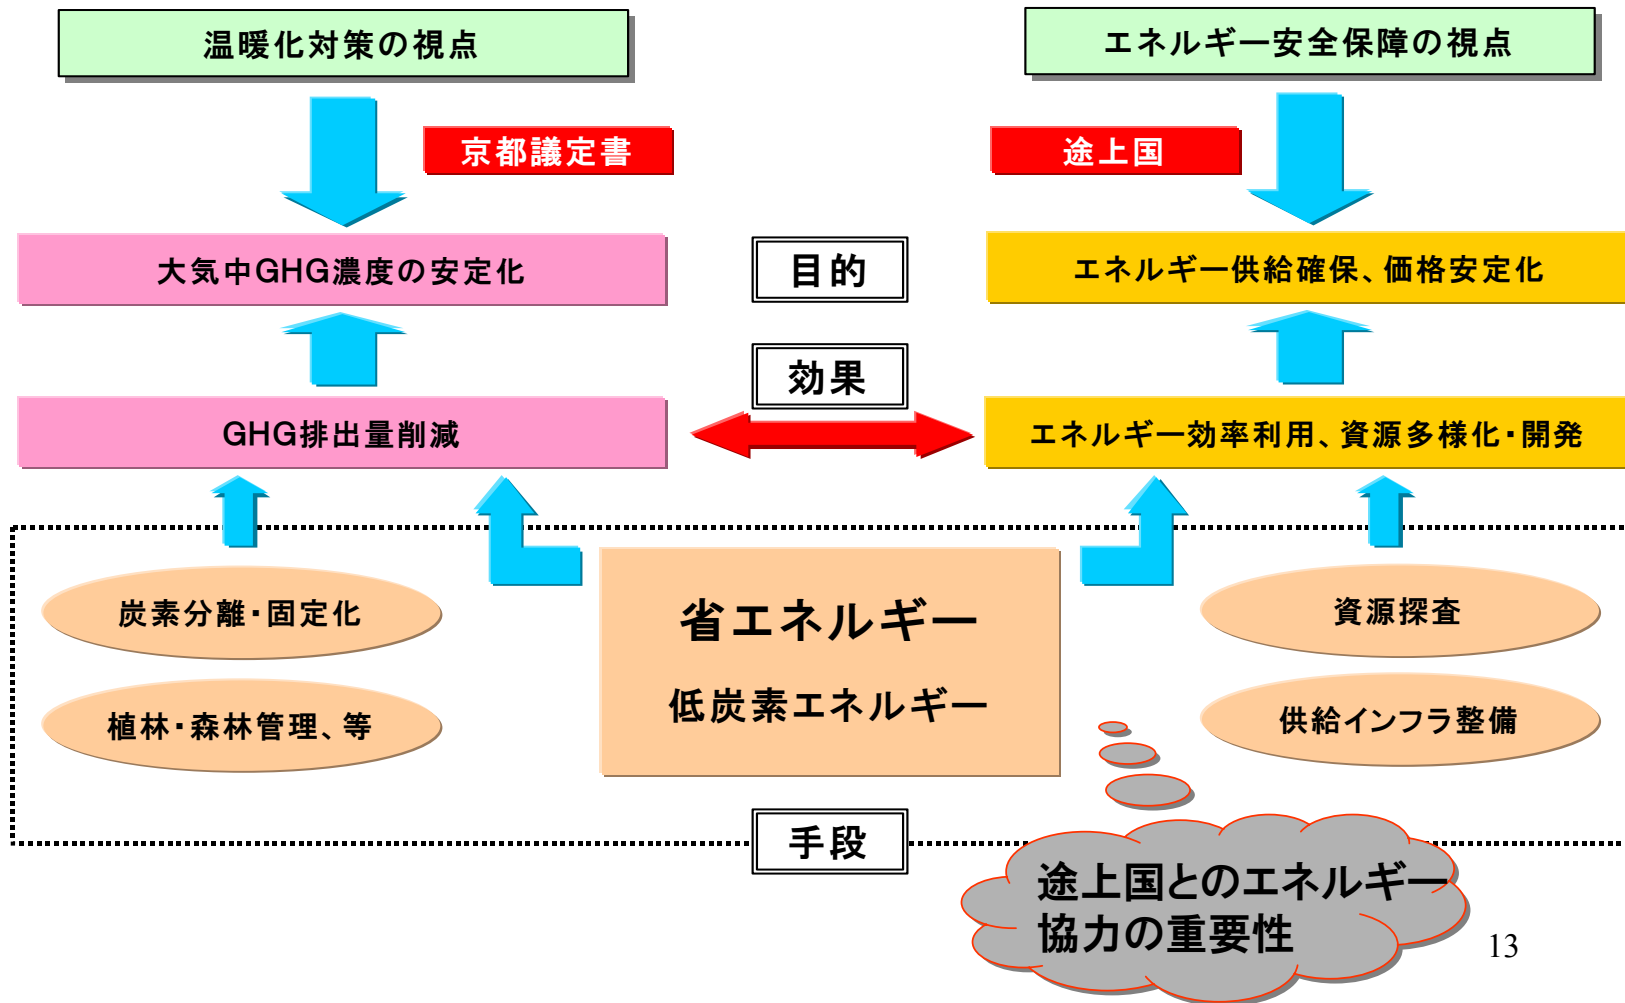 温暖化対策の視点
エネルギー安全保障の視点
京都議定書
途上国
大気中GHG濃度の安定化
目的
エネルギー供給確保、価格安定化
効果
GHG排出量削減
エネルギー効率利用、資源多様化・開発
炭素分離・固定化
省エネルギー
資源探査
低炭素エネルギー
植林・森林管理、等
供給インフラ整備
手段
途上国とのエネルギー
協力の重要性
13